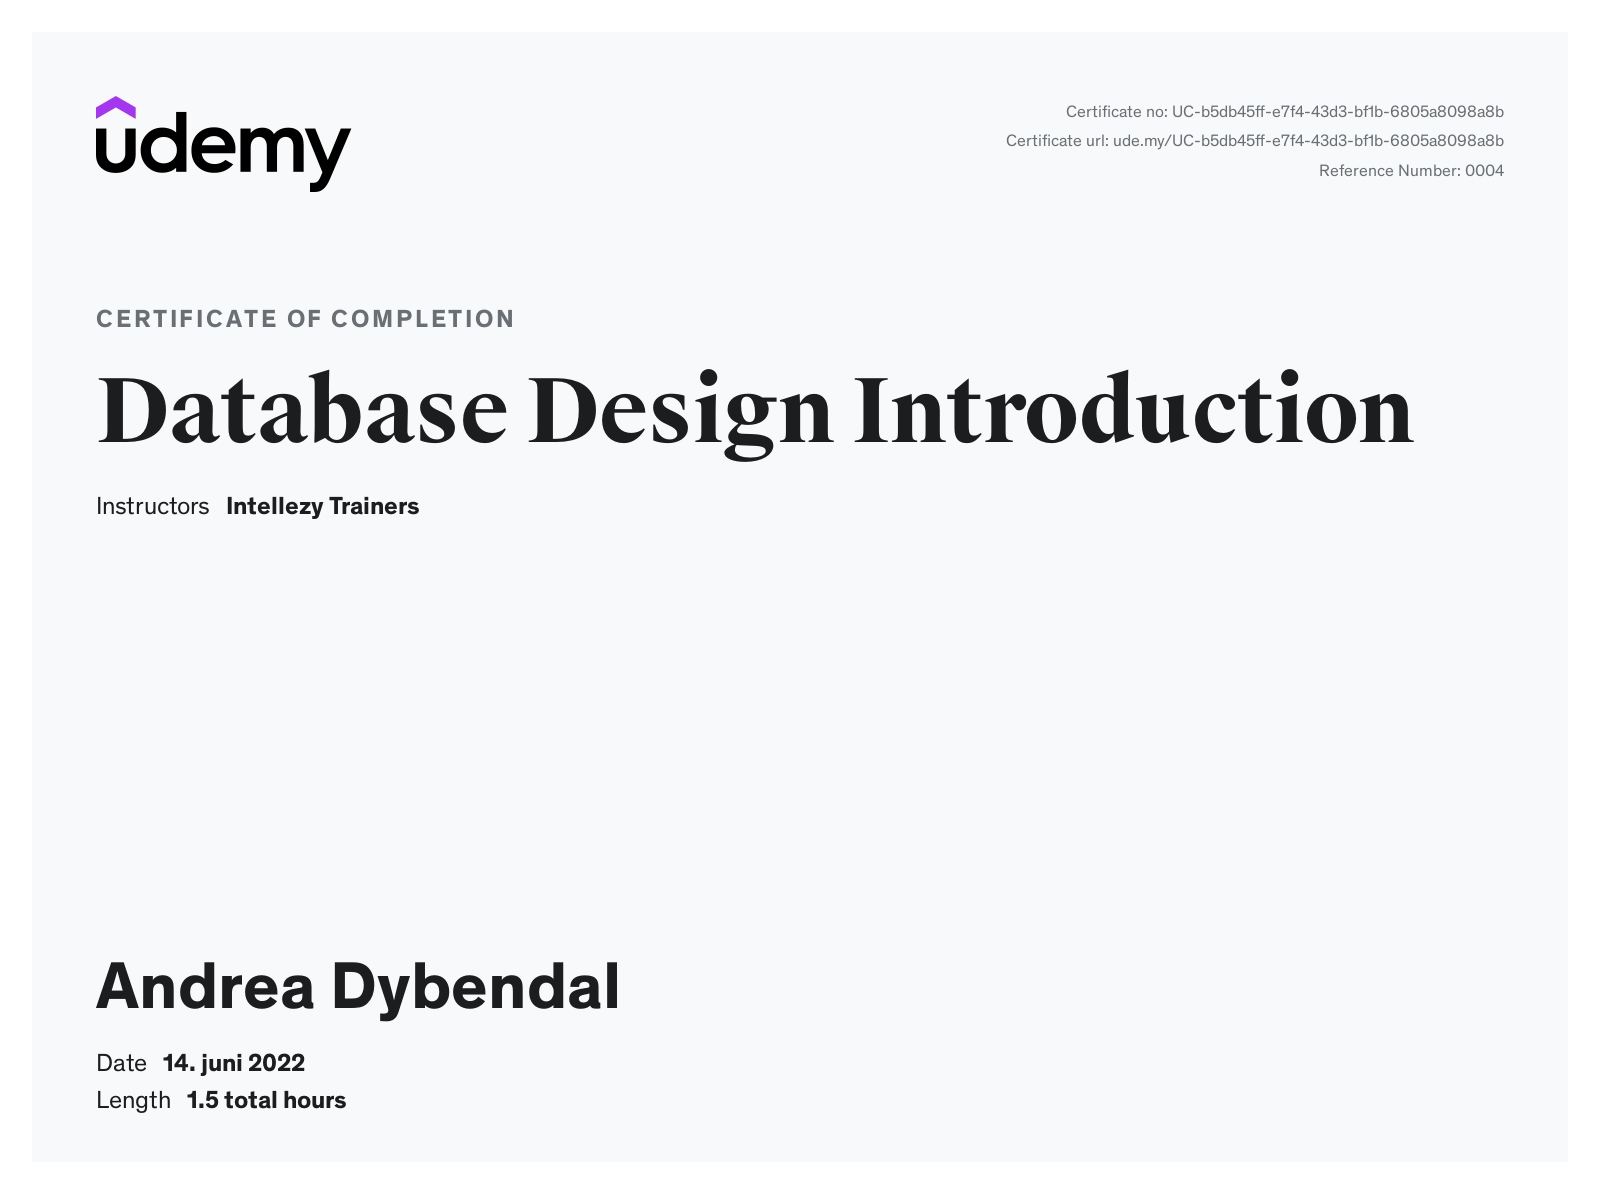 udemy
Certificate no: UC-b5db45ff-e7f4-43d3-bf1b-6805a8098a8b
Certificate url: ude.my/UC-b5db45ff-e7f4-43d3-bf1b-6805a8098a8b
Reference Number: 0004
CERTIFICATE OF COMPLETION
Database Design Introduction
Instructors Intellezy Trainers
Andrea Dybendal
Date 14. juni 2022
Length 1.5 total hours